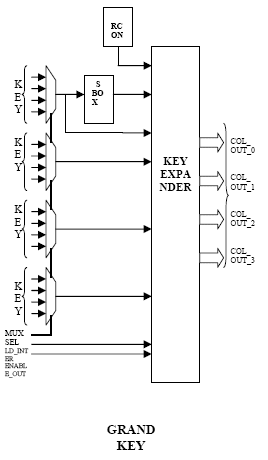 RC
ON
S
BOX
K
E
Y
K
E
Y
K
E
Y
K
E
Y
KEY
EXPA
NDER
COL_
OUT_0
COL_
OUT_1
COL_
OUT_2
COL_
OUT_3
MUX
SEL
LD_INT
ER
ENABL
E_OUT
GRAND
KEY